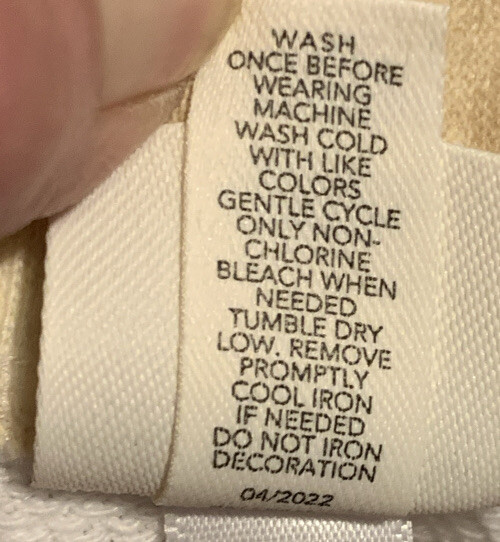 WASH
ONCE BEFORE
WEARING
MACHINE
WASH COLD
WITH LIKE
COLORS
GENTLE CYCLE
ONLY NON-
CHLORINE
BLEACH WHEN
NEEDED
TUMBLE DRY
LOW. REMOVE
PROMPTLY
COOL IRON
IF NEEDED
DO NOT IRON
DECORATION
04/2022